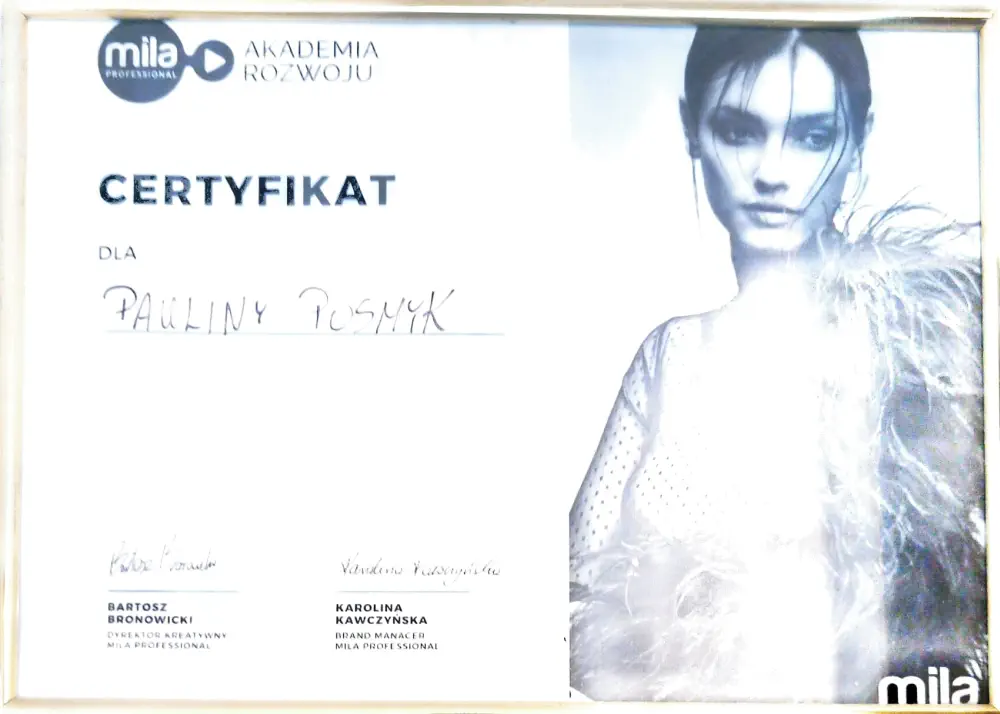 mila
PROFESSIONAL
AKADEMIA
ROZWOJU
CERTYFIKAT
DLA
PAULINY POSMYK
BARTOSZ
BRONOWICKI
DYREKTOR KREATYWNY
MILA PROFESSIONAL
KAROLINA
KAWCZYŃSKA
BRAND MANAGER
MILA PROFESSIONAL
mila